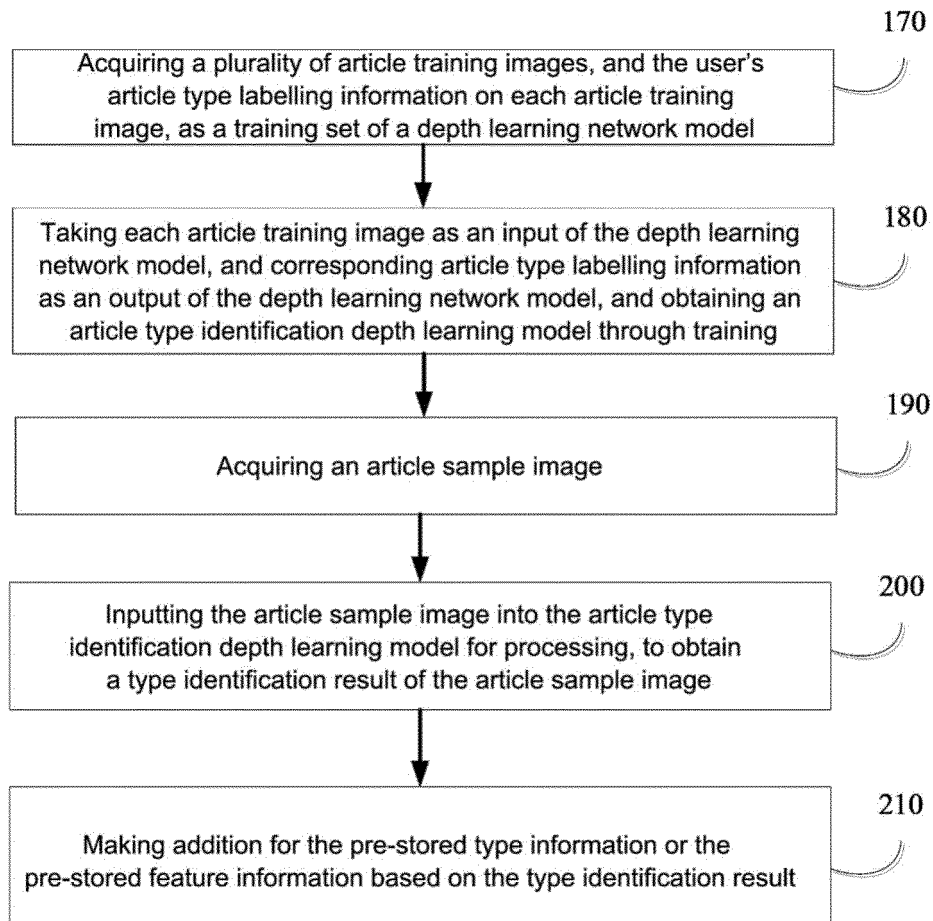 170
Acquiring a plurality of article training images, and the user's
article type labelling information on each article training
image, as a training set of a depth learning network model
180
Taking each article training image as an input of the depth learning
network model, and corresponding article type labelling information
as an output of the depth learning network model, and obtaining an
article type identification depth learning model through training
190
Acquiring an article sample image
200
Inputting the article sample image into the article type
identification depth learning model for processing, to obtain
a type identification result of the article sample image
210
Making addition for the pre-stored type information or the
pre-stored feature information based on the type identification result